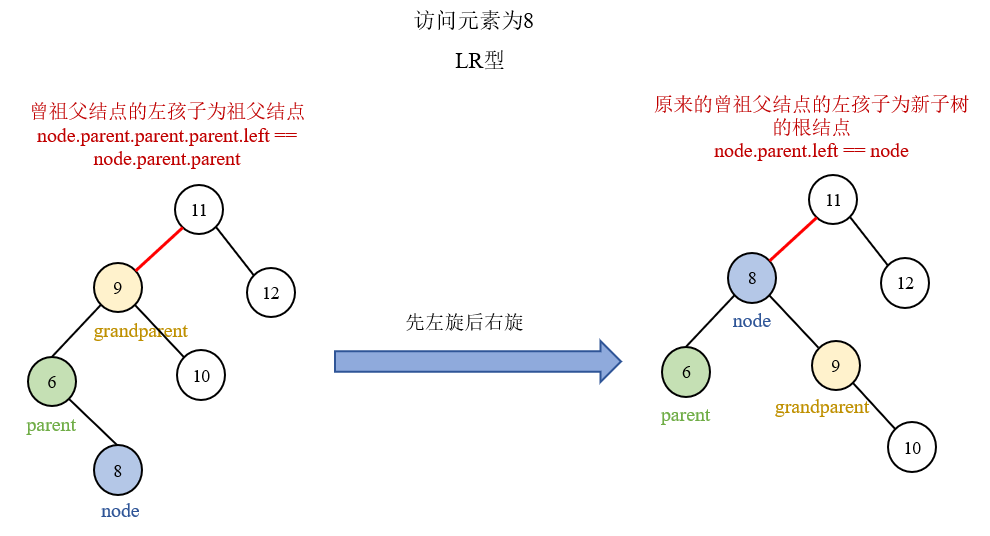 访问元素为8
LR型
曾祖父结点的左孩子为祖父结点
node.parent.parent.parent.left ==
node.parent.parent
11
9
12
grandparent
6
10
parent
8
node
先左旋后右旋
原来的曾祖父结点的左孩子为新子树
的根结点
node.parent.left == node
11
8
12
node
6
9
parent
grandparent
10